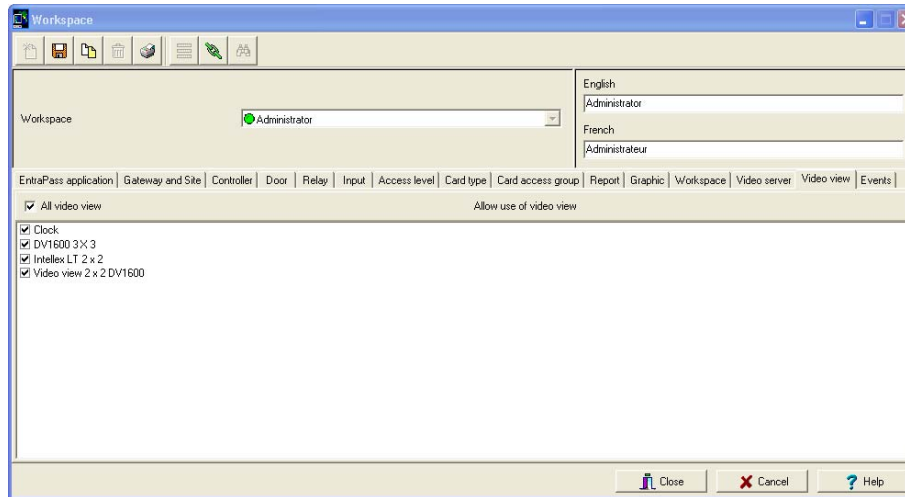 Workspace
English
Administrator
Workspace
Administrator
French
Administrateur
EntraPass application Gateway and Site Controller Door Relay Input Access level Card type Card access group Report Graphic Workspace Video server Video view Events
All video view Allow use of video view
Clock
DV1600 3 X 3
Intellex LT 2 x 2
Video view 2 x 2 DV1600
Close Cancel Help